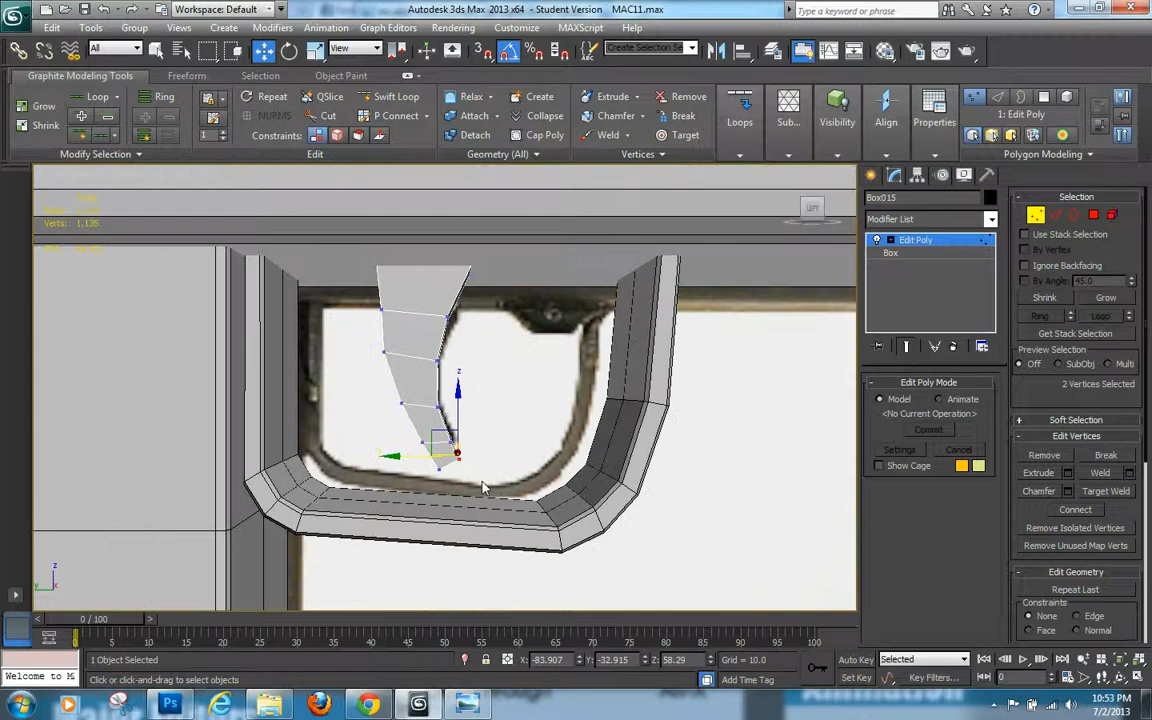 Workspace: Default
Autodesk 3ds Max 2013 x64 - Student Version MAC11.max
Type a keyword or phrase
Edit Tools Group Views Create Modifiers Animation Graph Editors Rendering Customize MAXScript Help
All View Create Selection Se
Graphite Modeling Tools Freeform Selection Object Paint
Grow Loop Ring Repeat QSlice Swift Loop Relax Create Extrude Remove
Shrink NURMS Cut P Connect Attach Collapse Chamfer Break Loops Sub... Visibility Align Properties 1: Edit Poly
1 Constraints: Detach Cap Poly Weld Target
Modify Selection Edit Geometry (All) Vertices Polygon Modeling
Verts: 1,135
LEFT
z
y
z
y x
Box015
Modifier List
Edit Poly
Box
Edit Poly Mode
Model Animate
<No Current Operation>
Commit
Settings Cancel
Show Cage
Selection
Use Stack Selection
By Vertex
Ignore Backfacing
By Angle: 45.0
Shrink Grow
Ring Loop
Get Stack Selection
Preview Selection
Off SubObj Multi
2 Vertices Selected
Soft Selection
Edit Vertices
Remove Break
Extrude Weld
Chamfer Target Weld
Connect
Remove Isolated Vertices
Remove Unused Map Verts
Edit Geometry
Repeat Last
Constraints
None Edge
Face Normal
0 / 100
0 5 10 15 20 25 30 35 40 45 50 55 60 65 70 75 80 85 90 95 100
1 Object Selected X: -83.907 Y: -32.915 Z: 58.29 Grid = 10.0 Auto Key Selected
Welcome to M Click or click-and-drag to select objects Add Time Tag Set Key Key Filters... 0
Ps
10:53 PM
7/2/2013